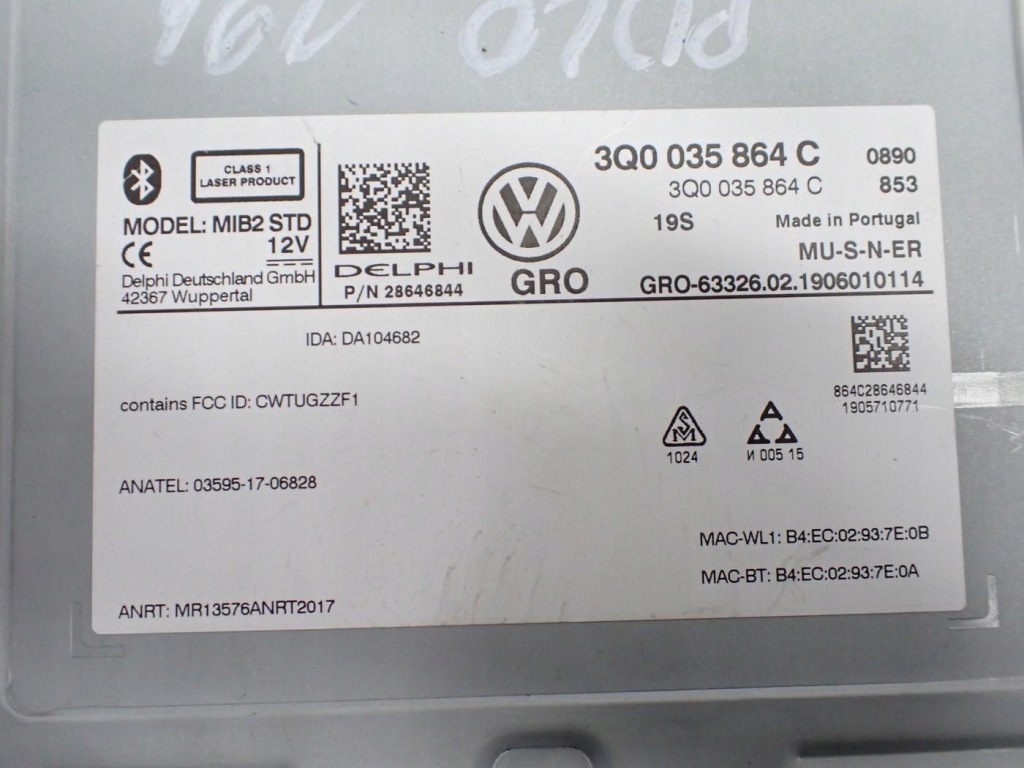 CLASS 1
LASER PRODUCT
MODEL: MIB2 STD
12V
CE
Delphi Deutschland GmbH
42367 Wuppertal
DELPHI
P/N 28646844
VW
GRO
3Q0 035 864 C 0890
3Q0 035 864 C 853
19S Made in Portugal
MU-S-N-ER
GRO-63326.02.1906010114
IDA: DA104682
864C28646844
1905710771
contains FCC ID: CWTUGZZF1
1024
И 005 15
ANATEL: 03595-17-06828
MAC-WL1: B4:EC:02:93:7E:0B
MAC-BT: B4:EC:02:93:7E:0A
ANRT: MR13576ANRT2017